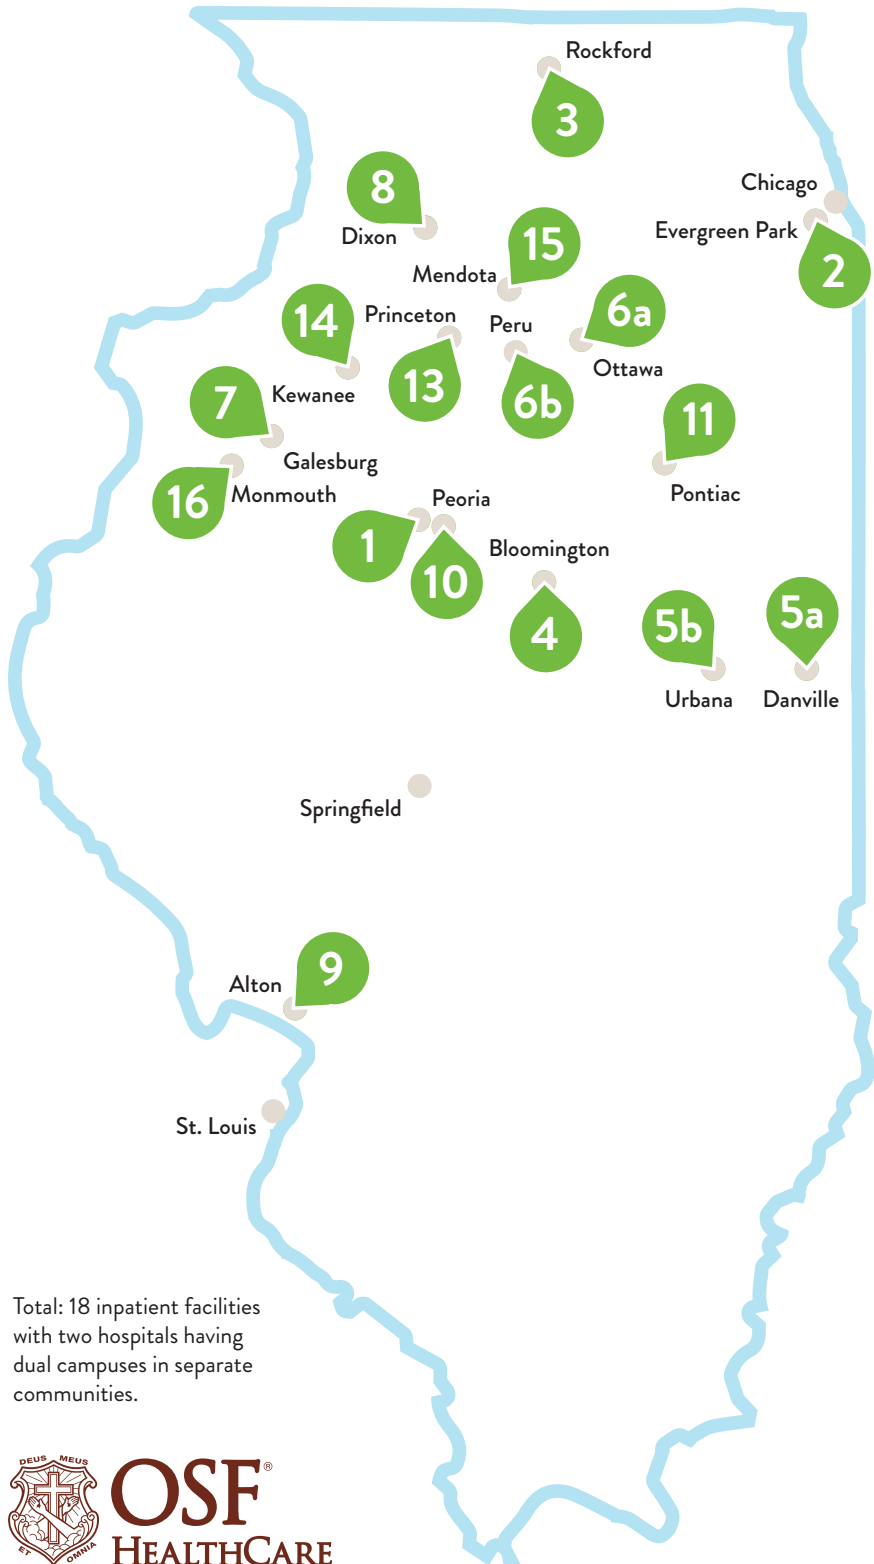 Rockford
3
8
Chicago
Dixon
Evergreen Park
15
2
Mendota
14
Princeton
Peru
6a
Ottawa
7
Kewanee
13
6b
11
Galesburg
16
Monmouth
Pontiac
Peoria
1
Bloomington
10
4
5b
5a
Urbana
Danville
Springfield
9
Alton
St. Louis
Total: 18 inpatient facilities
with two hospitals having
dual campuses in separate
communities.
DEUS MEUS
ET OMNIA
OSF®
HEALTHCARE